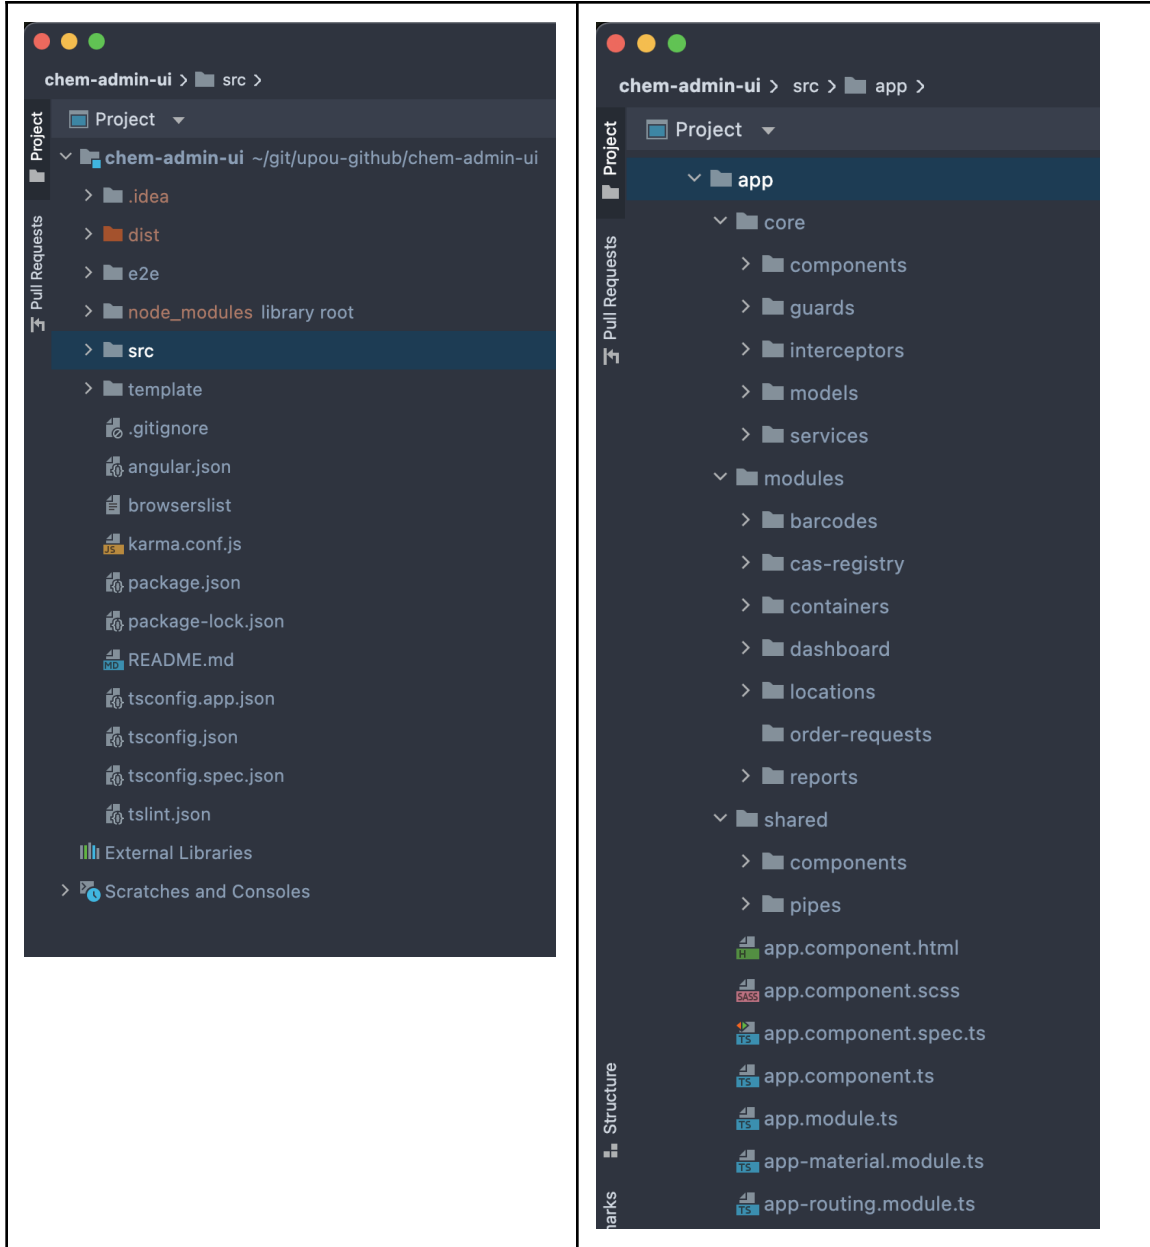 chem-admin-ui > src >
Project
Project
Pull Requests
chem-admin-ui ~/git/upou-github/chem-admin-ui
.idea
dist
e2e
node_modules library root
src
template
.gitignore
angular.json
browserslist
karma.conf.js
package.json
package-lock.json
README.md
tsconfig.app.json
tsconfig.json
tsconfig.spec.json
tslint.json
External Libraries
Scratches and Consoles
chem-admin-ui > src > app >
Project
Project
Pull Requests
Structure
app
core
components
guards
interceptors
models
services
modules
barcodes
cas-registry
containers
dashboard
locations
order-requests
reports
shared
components
pipes
app.component.html
app.component.scss
app.component.spec.ts
app.component.ts
app.module.ts
app-material.module.ts
app-routing.module.ts